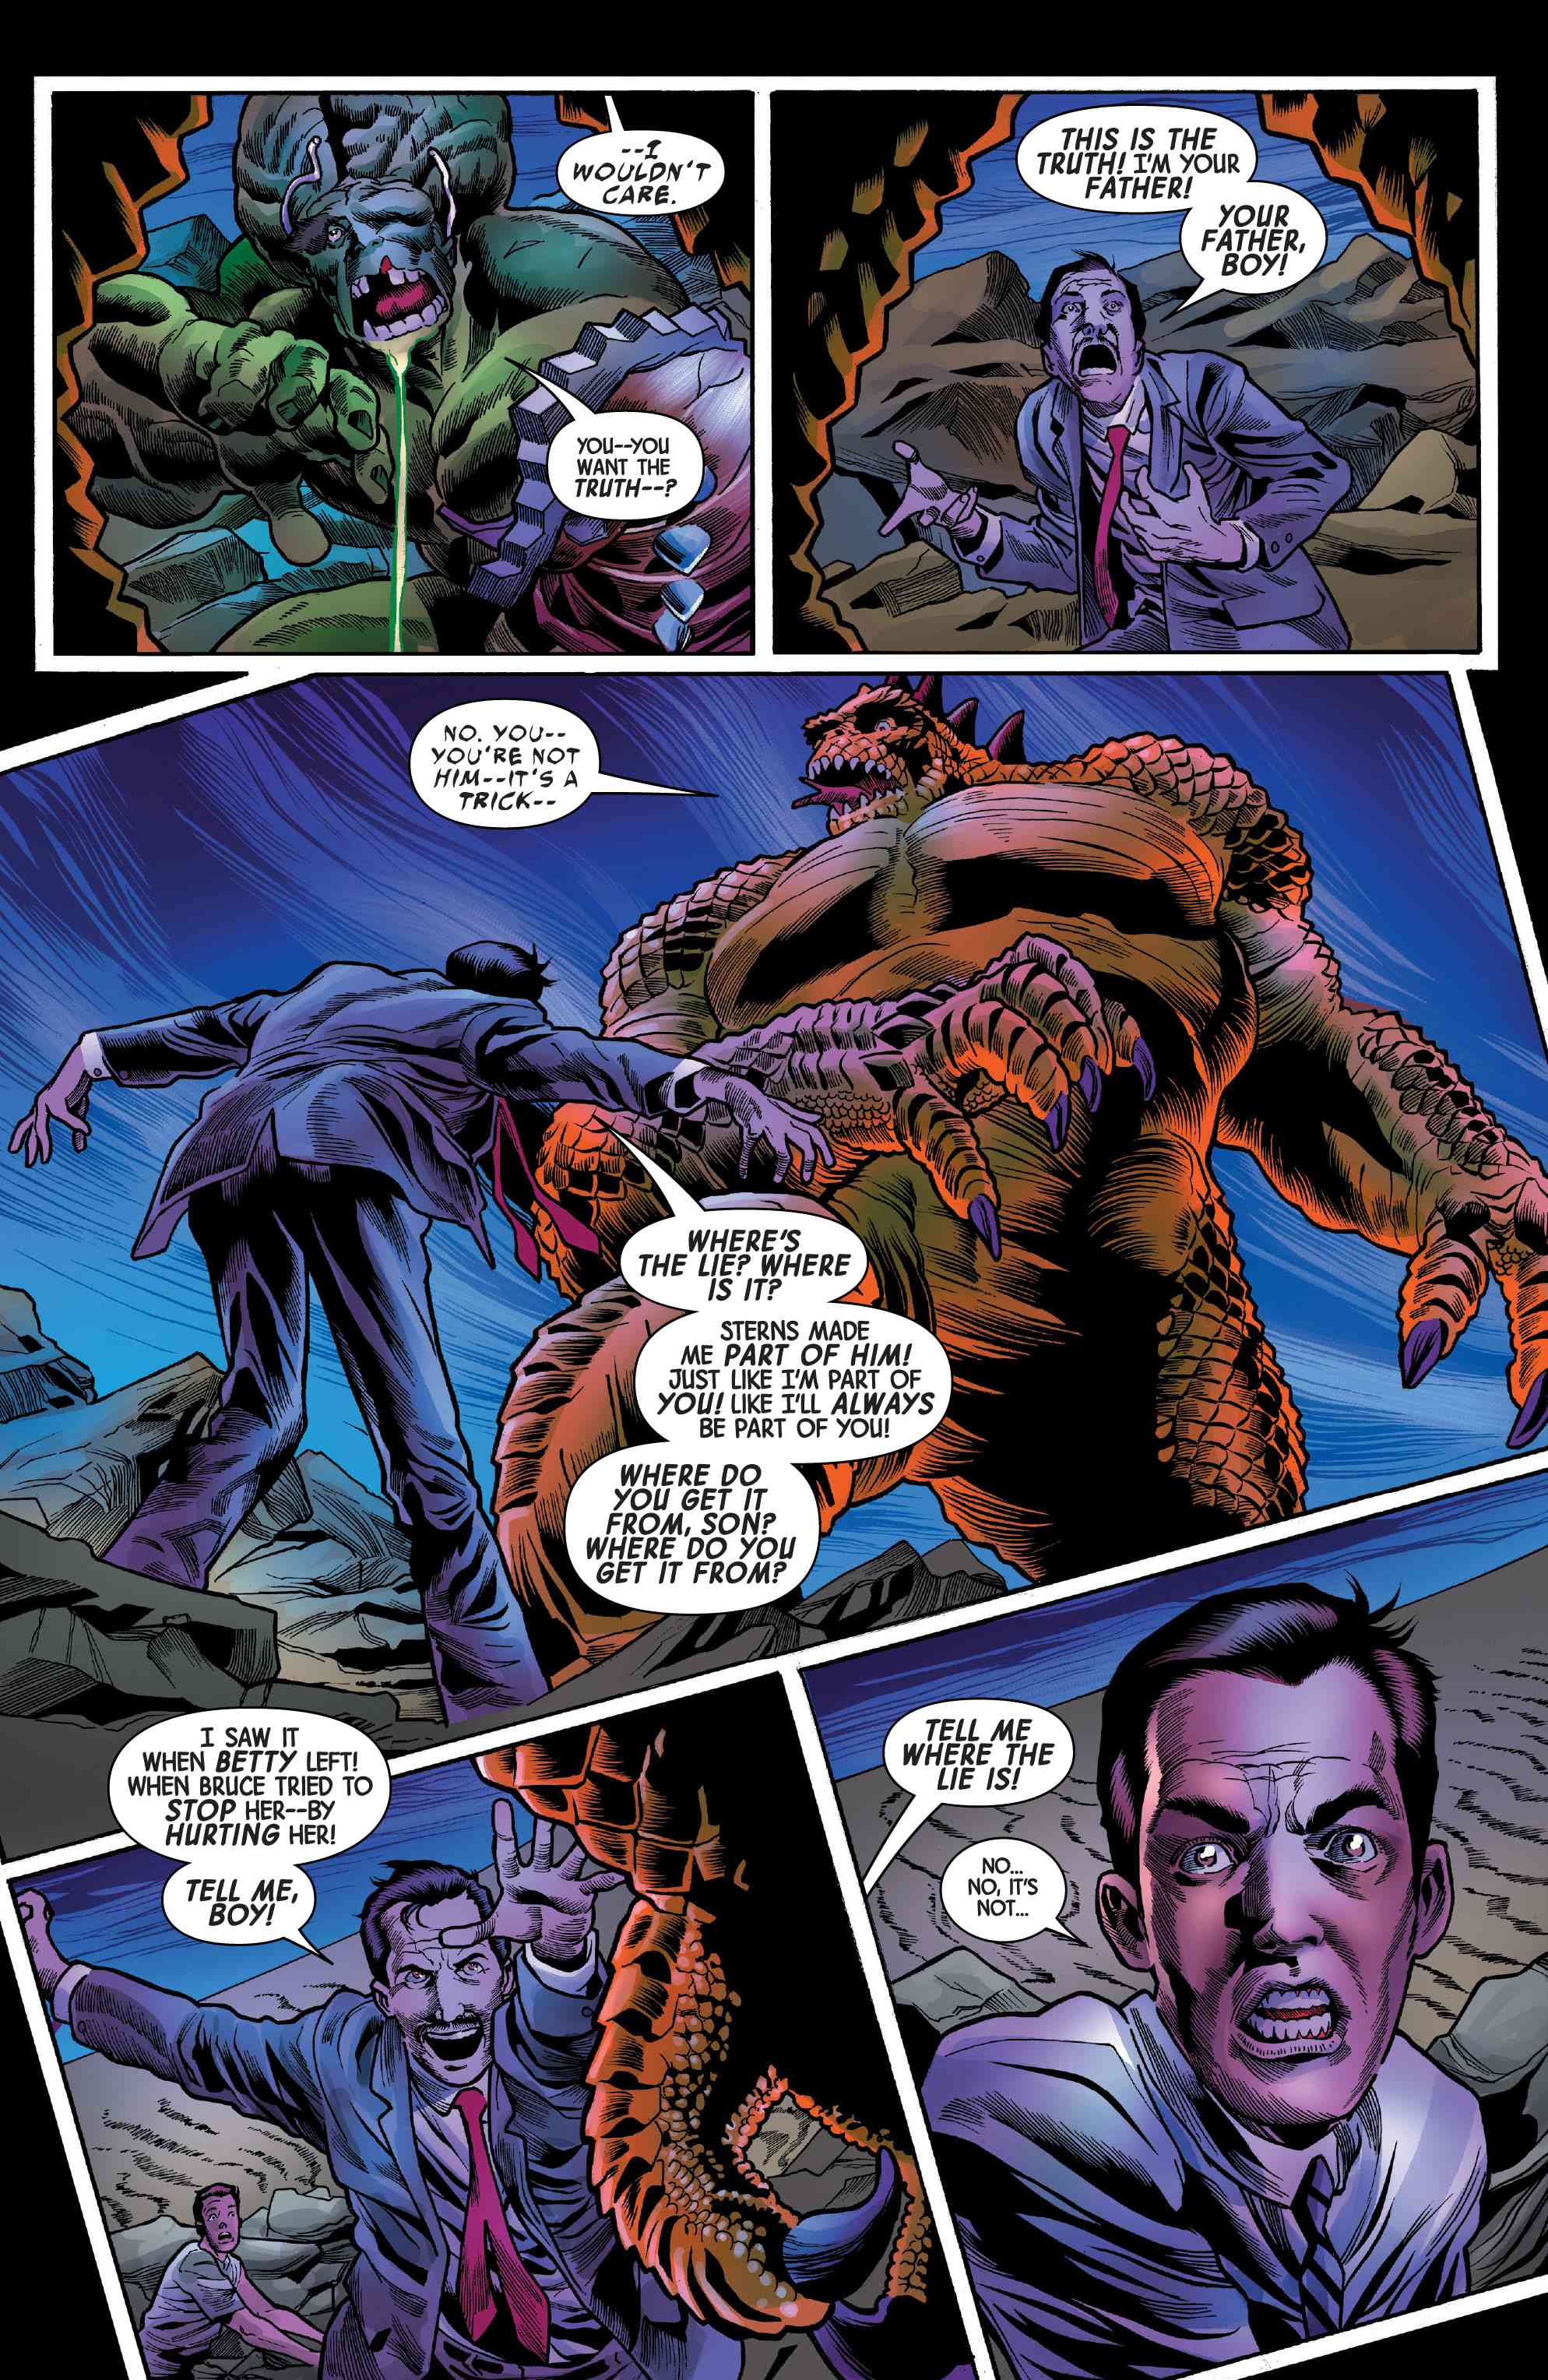 --I
WOULDN'T
CARE.
YOU--YOU
WANT THE
TRUTH--?
THIS IS THE
TRUTH! I'M YOUR
FATHER!
YOUR
FATHER,
BOY!
NO. YOU--
YOU'RE NOT
HIM--IT'S A
TRICK--
WHERE'S
THE LIE? WHERE
IS IT?
STERNS MADE
ME PART OF HIM!
JUST LIKE I'M PART OF
YOU! LIKE I'LL ALWAYS
BE PART OF YOU!
WHERE DO
YOU GET IT
FROM, SON?
WHERE DO YOU
GET IT FROM?
I SAW IT
WHEN BETTY LEFT!
WHEN BRUCE TRIED TO
STOP HER--BY
HURTING HER!
TELL ME,
BOY!
TELL ME
WHERE THE
LIE IS!
NO...
NO, IT'S
NOT...